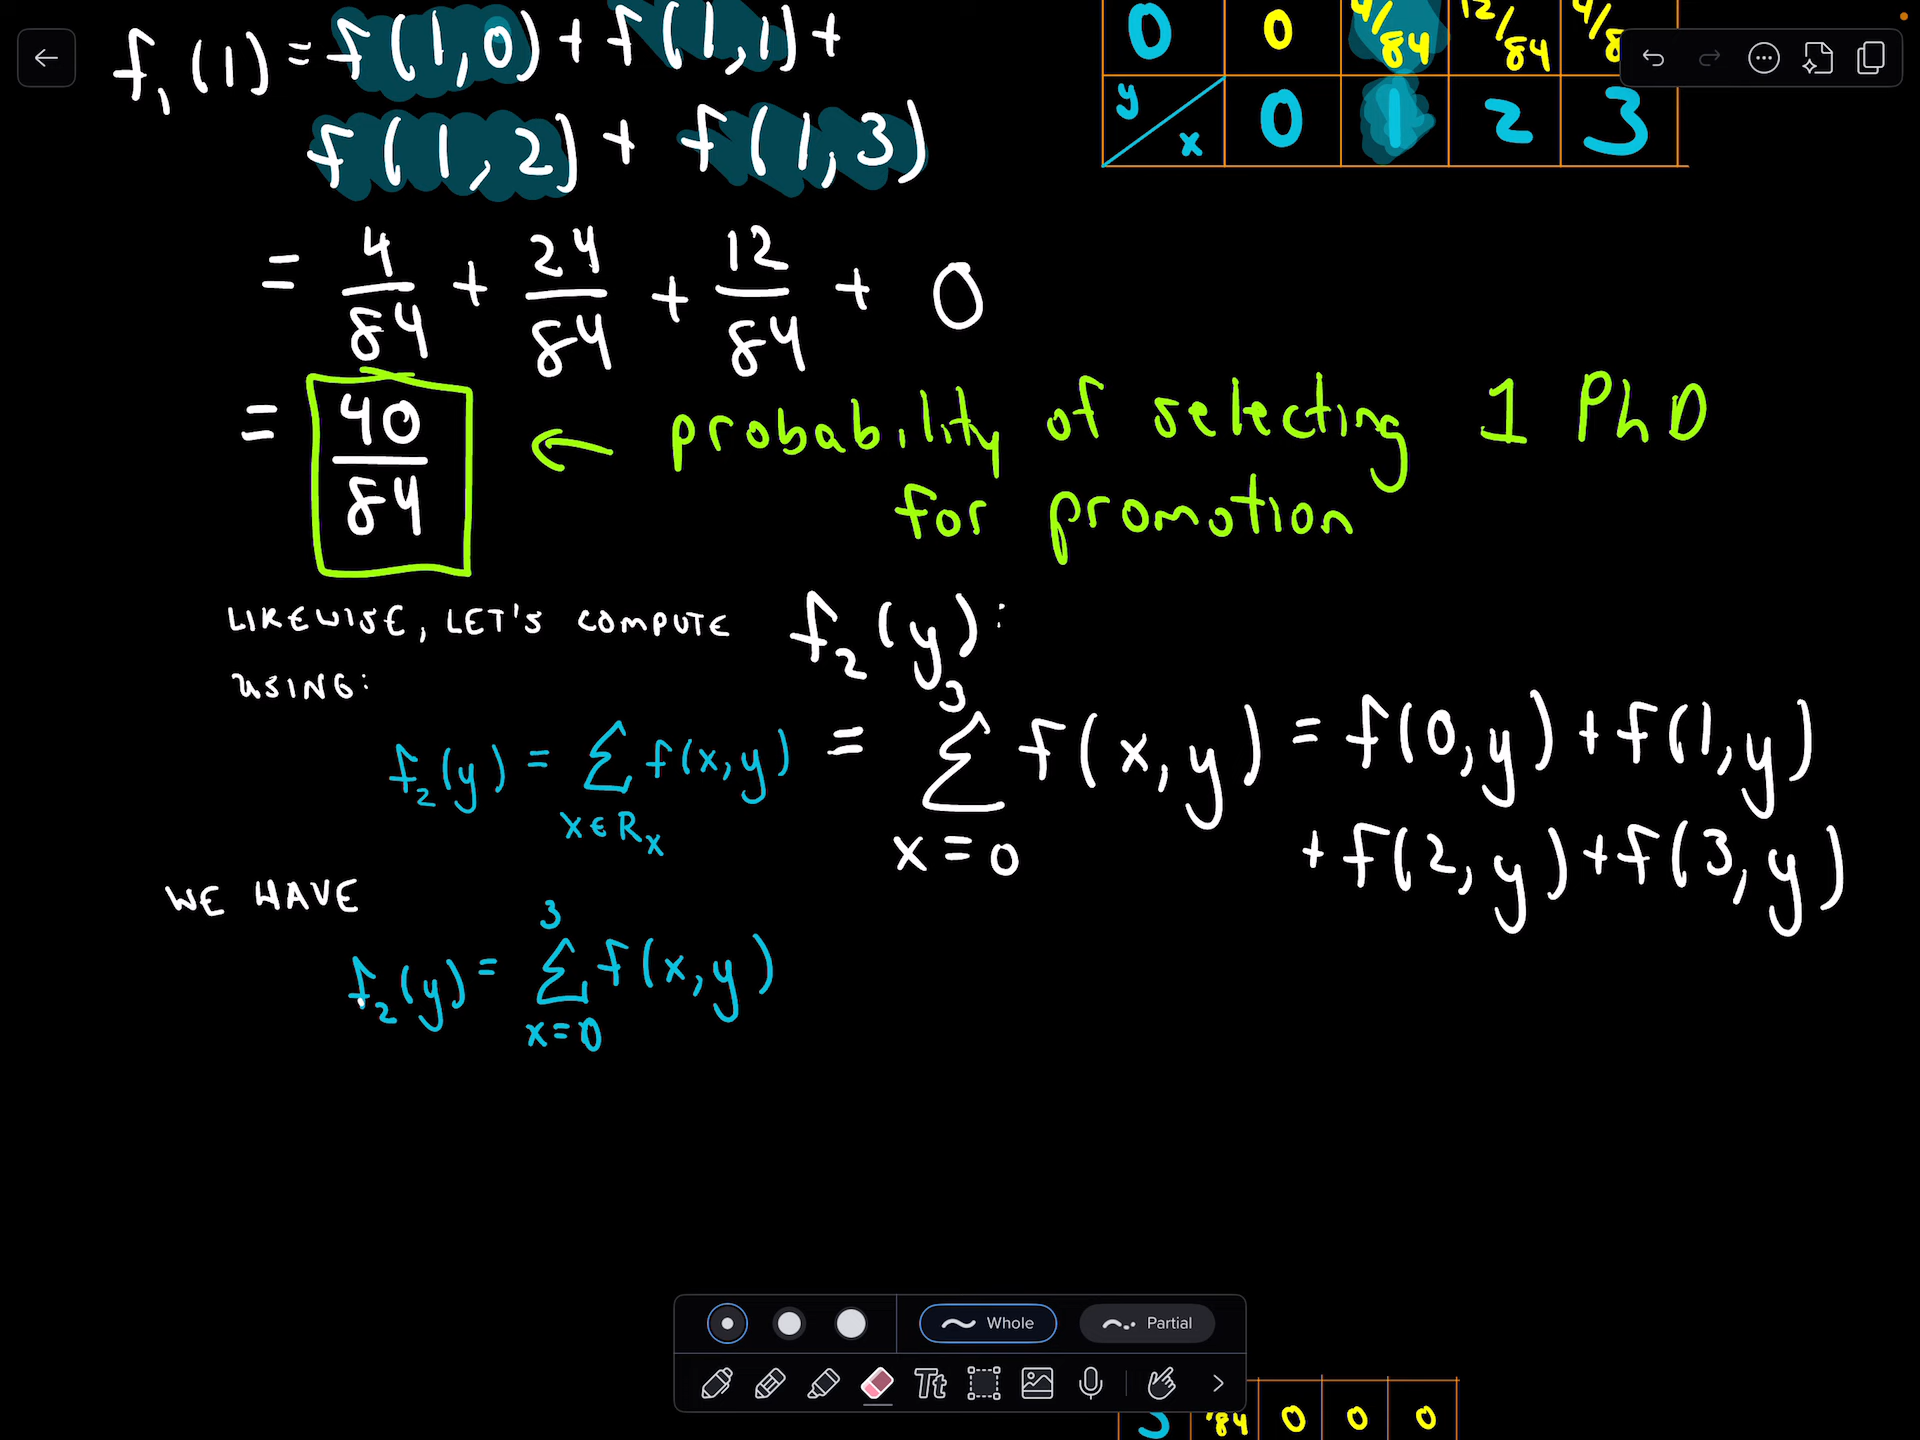 f₁(1) = f(1,0) + f(1,1) +
f(1,2) + f(1,3)
= 4/84 + 24/84 + 12/84 + 0
= 40/84 ← probability of selecting 1 PhD
for promotion
0 0 4/84 12/84
y x 0 1 2 3
LIKEWISE, LET'S COMPUTE f₂(y):
USING:
f₂(y) = ∑ x∈Rₓ f(x,y) = ∑ x=0 3 f(x,y) = f(0,y) + f(1,y)
+ f(2,y) + f(3,y)
WE HAVE
f₂(y) = ∑ x=0 3 f(x,y)
Whole Partial
Tt
3 /84 0 0 0